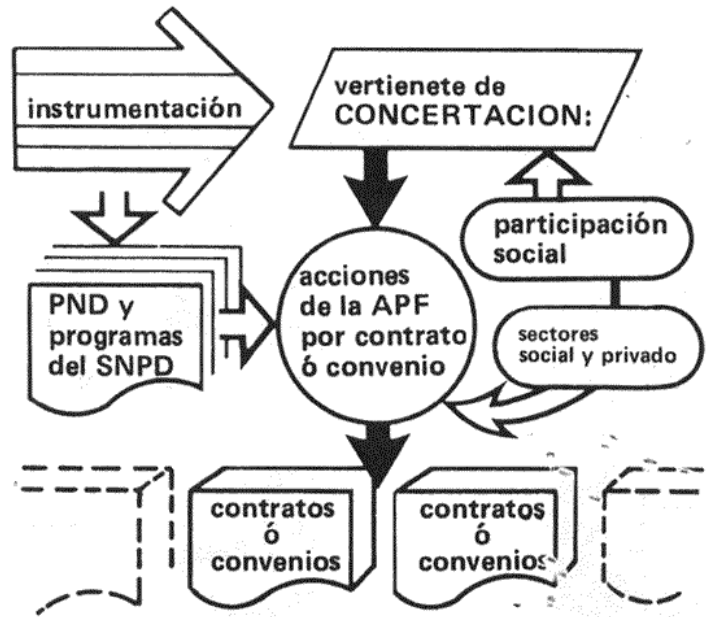 instrumentación
vertienete de
CONCERTACION:
participación
social
acciones
de la APF
por contrato
ó convenio
PND y
programas
del SNPD
sectores
social y privado
contratos
ó
convenios
contratos
ó
convenios